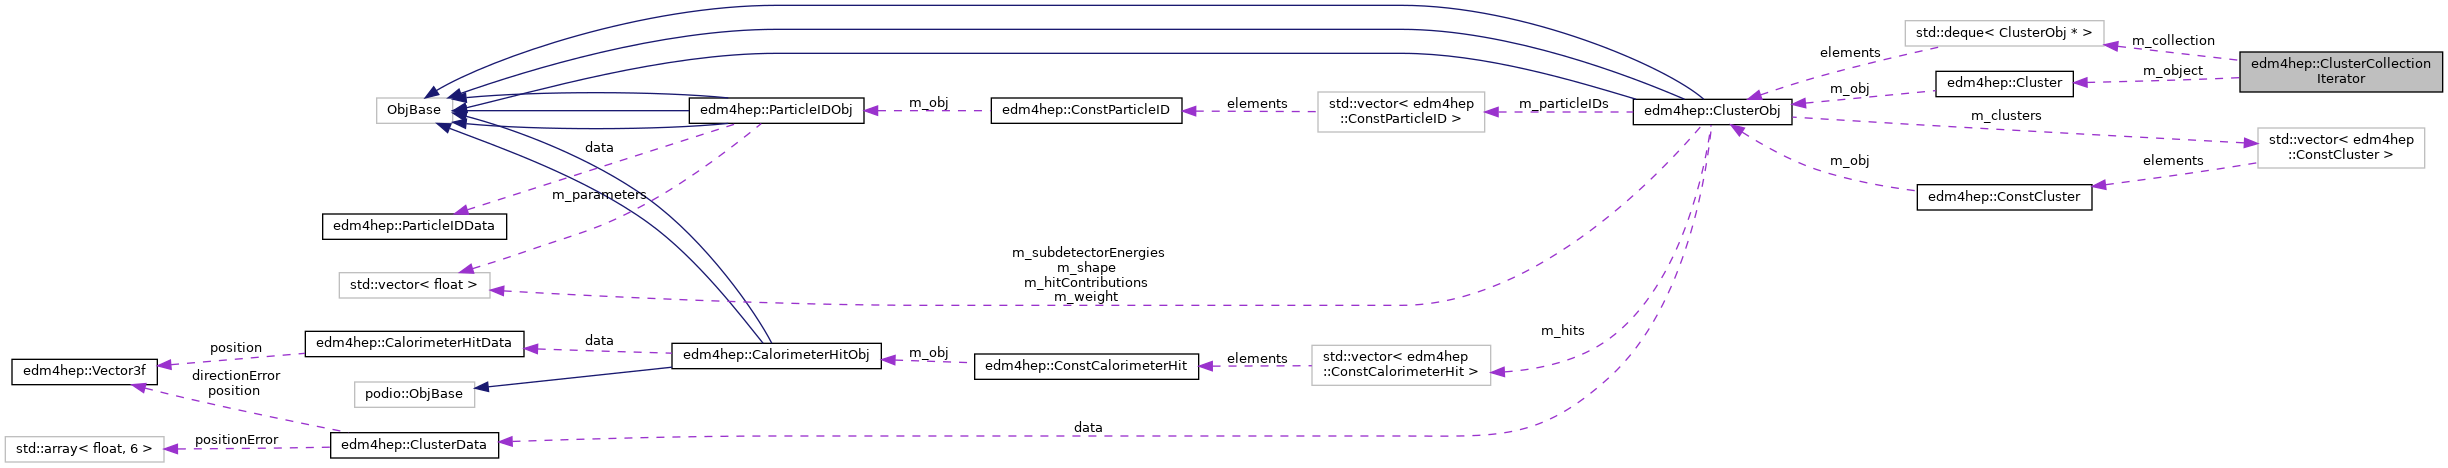 std::deque< ClusterObj * >
m_collection
edm4hep::ClusterCollection
Iterator
elements
m_object
edm4hep::Cluster
m_obj
ObjBase
edm4hep::ParticleIDObj
m_obj
edm4hep::ConstParticleID
elements
std::vector< edm4hep
::ConstParticleID >
m_particleIDs
edm4hep::ClusterObj
m_clusters
std::vector< edm4hep
::ConstCluster >
data
m_obj
elements
m_parameters
edm4hep::ConstCluster
edm4hep::ParticleIDData
m_subdetectorEnergies
m_shape
m_hitContributions
m_weight
std::vector< float >
m_hits
edm4hep::CalorimeterHitData
data
position
edm4hep::CalorimeterHitObj
m_obj
edm4hep::ConstCalorimeterHit
elements
std::vector< edm4hep
::ConstCalorimeterHit >
edm4hep::Vector3f
directionError
position
podio::ObjBase
data
std::array< float, 6 >
positionError
edm4hep::ClusterData